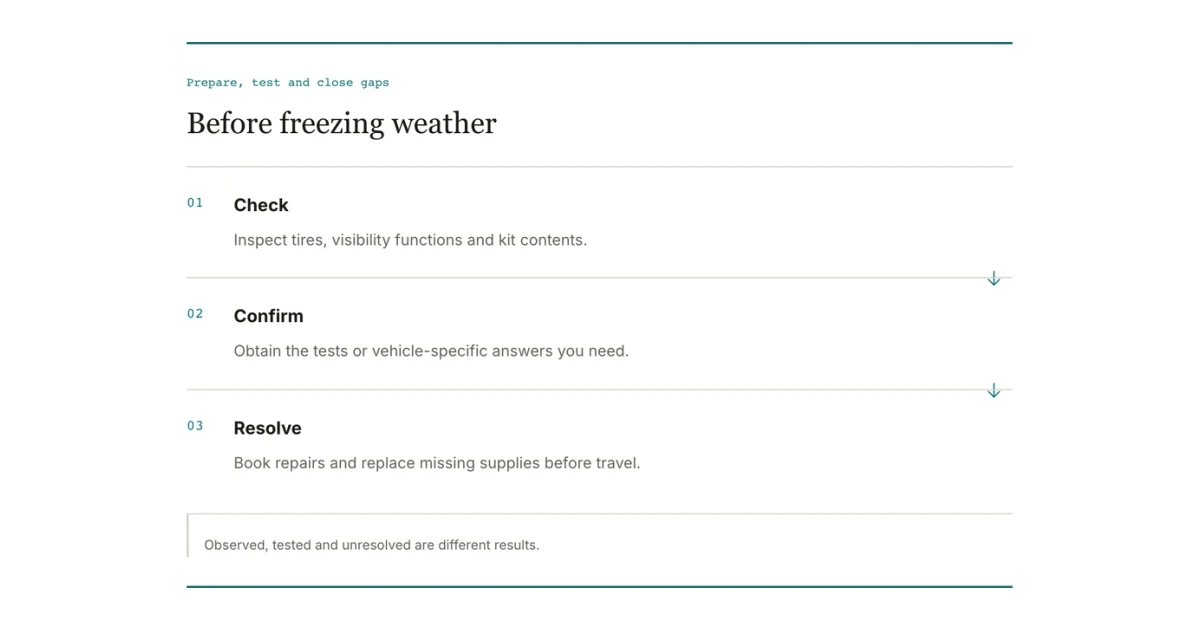 Prepare, test and close gaps
Before freezing weather
01
Check
Inspect tires, visibility functions and kit contents.
02
Confirm
Obtain the tests or vehicle-specific answers you need.
03
Resolve
Book repairs and replace missing supplies before travel.
Observed, tested and unresolved are different results.